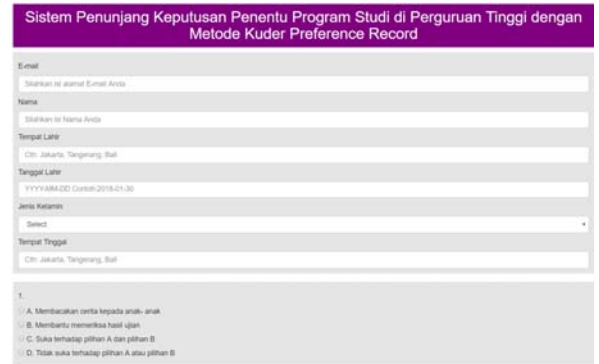 Sistem Penunjang Keputusan Penentu Program Studi di Perguruan Tinggi dengan
Metode Kuder Preference Record
E-mail
Silahkan isi alamat E-mail Anda
Nama
Silahkan isi Nama Anda
Tempat Lahir
Cth: Jakarta, Tangerang, Bali
Tanggal Lahir
YYYY-MM-DD Contoh:2018-01-30
Jenis Kelamin
Select
Tempat Tinggal
Cth: Jakarta, Tangerang, Bali
1.
A. Membacakan cerita kepada anak- anak
B. Membantu memeriksa hasil ujian
C. Suka terhadap pilihan A dan pilihan B
D. Tidak suka terhadap pilihan A atau pilihan B